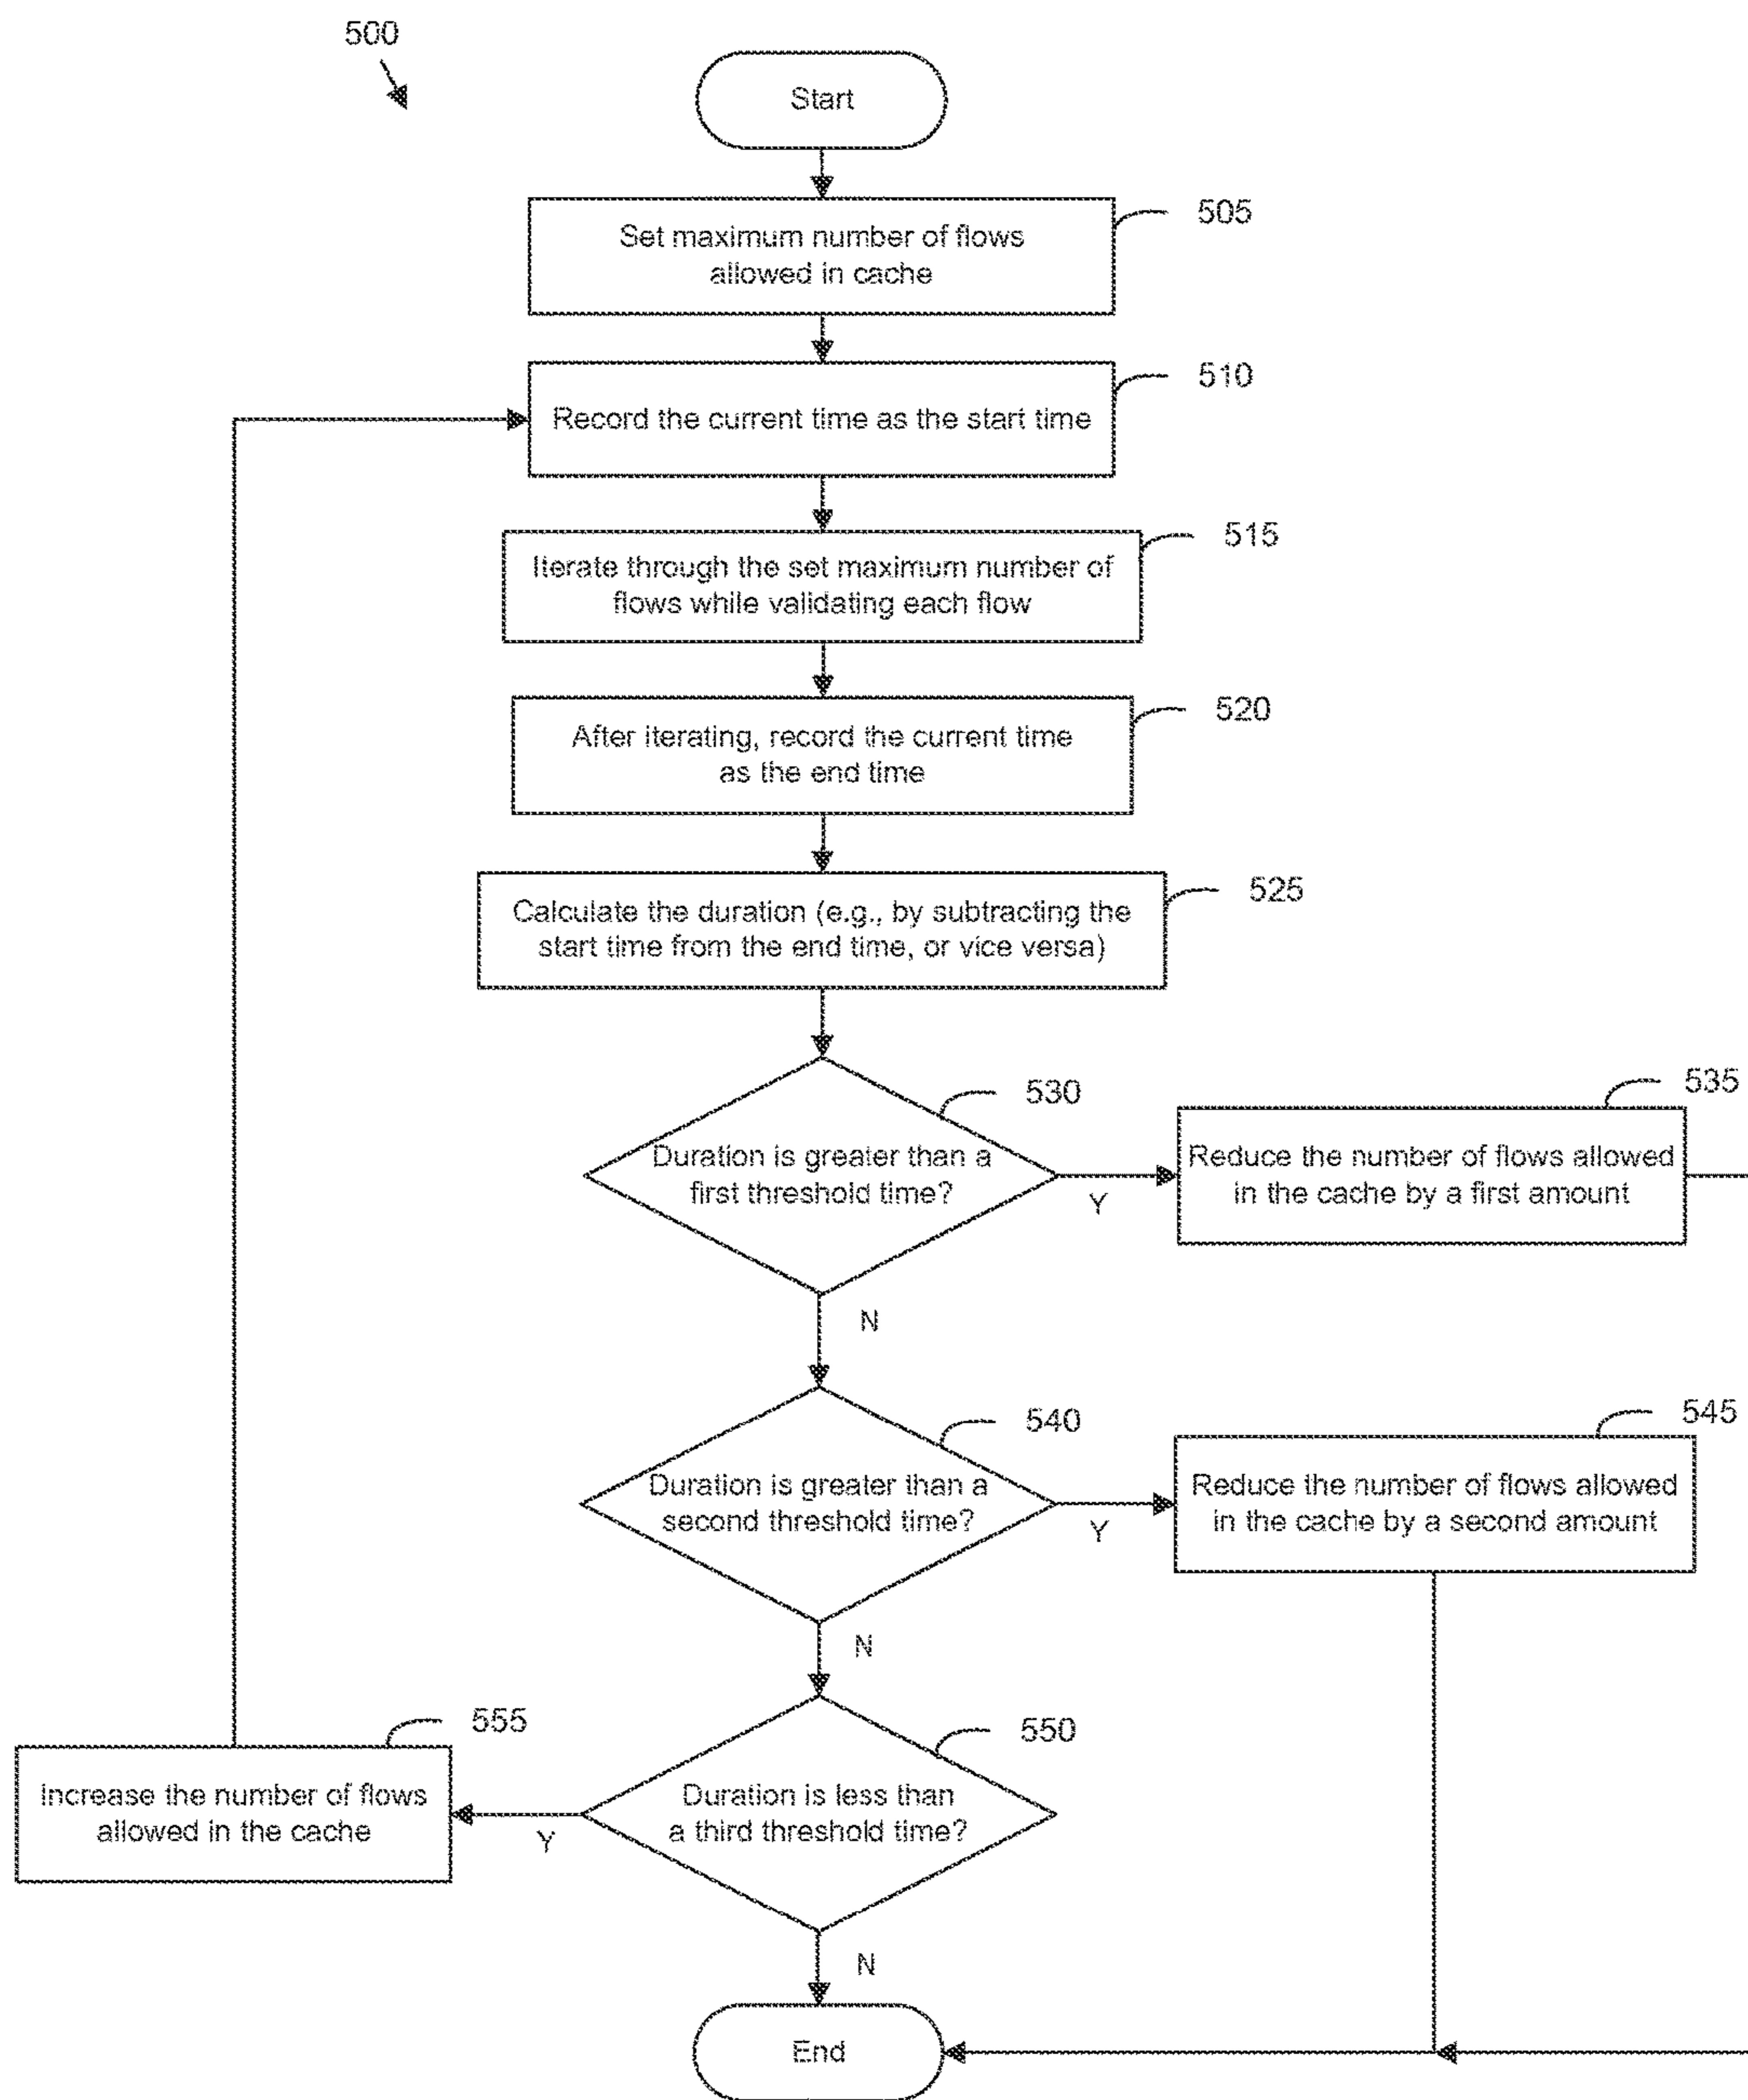 500
Start
505
Set maximum number of flows
allowed in cache
510
Record the current time as the start time
515
Iterate through the set maximum number of
flows while validating each flow
520
After iterating, record the current time
as the end time
525
Calculate the duration (e.g., by subtracting the
start time from the end time, or vice versa)
530
Duration is greater than a
first threshold time?
Y
535
Reduce the number of flows allowed
in the cache by a first amount
N
540
Duration is greater than a
second threshold time?
Y
545
Reduce the number of flows allowed
in the cache by a second amount
N
550
Duration is less than
a third threshold time?
Y
555
Increase the number of flows
allowed in the cache
N
End